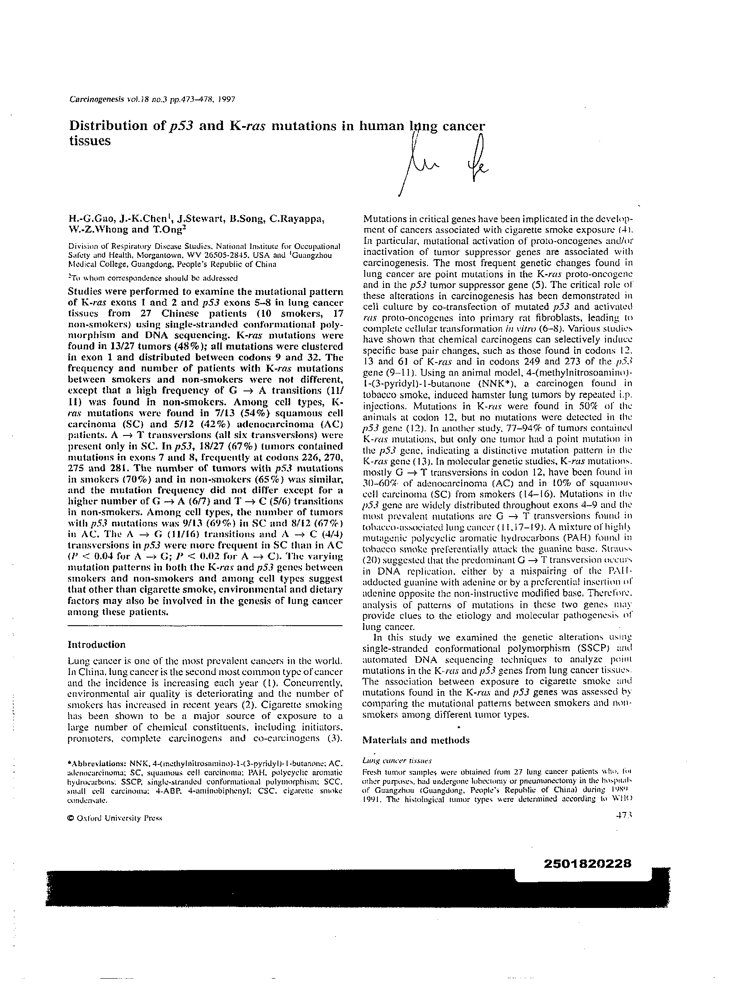 Carcinogenesis vol.18 no.3 pp.473–478, 1997
Distribution of p53 and K-ras mutations in human lung cancer
tissues
H.-G.Gao, J.-K.Chen1, J.Stewart, B.Song, C.Rayappa,
W.-Z.Whong and T.Ong2
Division of Respiratory Disease Studies, National Institute for Occupational
Safety and Health, Morgantown, WV 26505-2845, USA and 1Guangzhou
Medical College, Guangdong, People's Republic of China
2To whom correspondence should be addressed
Studies were performed to examine the mutational pattern
of K-ras exons 1 and 2 and p53 exons 5–8 in lung cancer
tissues from 27 Chinese patients (10 smokers, 17
non-smokers) using single-stranded conformational poly-
morphism and DNA sequencing. K-ras mutations were
found in 13/27 tumors (48%); all mutations were clustered
in exon 1 and distributed between codons 9 and 32. The
frequency and number of patients with K-ras mutations
between smokers and non-smokers were not different,
except that a high frequency of G → A transitions (11/
11) was found in non-smokers. Among cell types, K-
ras mutations were found in 7/13 (54%) squamous cell
carcinoma (SC) and 5/12 (42%) adenocarcinoma (AC)
patients. A → T transversions (all six transversions) were
present only in SC. In p53, 18/27 (67%) tumors contained
mutations in exons 7 and 8, frequently at codons 226, 270,
275 and 281. The number of tumors with p53 mutations
in smokers (70%) and in non-smokers (65%) was similar,
and the mutation frequency did not differ except for a
higher number of G → A (6/7) and T → C (5/6) transitions
in non-smokers. Among cell types, the number of tumors
with p53 mutations was 9/13 (69%) in SC and 8/12 (67%)
in AC. The A → G (11/16) transitions and A → C (4/4)
transversions in p53 were more frequent in SC than in AC
(P < 0.04 for A → G; P < 0.02 for A → C). The varying
mutation patterns in both the K-ras and p53 genes between
smokers and non-smokers and among cell types suggest
that other than cigarette smoke, environmental and dietary
factors may also be involved in the genesis of lung cancer
among these patients.
Introduction
Lung cancer is one of the most prevalent cancers in the world.
In China, lung cancer is the second most common type of cancer
and the incidence is increasing each year (1). Concurrently,
environmental air quality is deteriorating and the number of
smokers has increased in recent years (2). Cigarette smoking
has been shown to be a major source of exposure to a
large number of chemical constituents, including initiators,
promoters, complete carcinogens and co-carcinogens (3).
*Abbreviations: NNK, 4-(methylnitrosamino)-1-(3-pyridyl)-1-butanone; AC,
adenocarcinoma; SC, squamous cell carcinoma; PAH, polycyclic aromatic
hydrocarbons; SSCP, single-stranded conformational polymorphism; SCC,
small cell carcinoma; 4-ABP, 4-aminobiphenyl; CSC, cigarette smoke
condensate.
© Oxford University Press
Mutations in critical genes have been implicated in the develop-
ment of cancers associated with cigarette smoke exposure (4).
In particular, mutational activation of proto-oncogenes and/or
inactivation of tumor suppressor genes are associated with
carcinogenesis. The most frequent genetic changes found in
lung cancer are point mutations in the K-ras proto-oncogene
and in the p53 tumor suppressor gene (5). The critical role of
these alterations in carcinogenesis has been demonstrated in
cell culture by co-transfection of mutated p53 and activated
ras proto-oncogenes into primary rat fibroblasts, leading to
complete cellular transformation in vitro (6–8). Various studies
have shown that chemical carcinogens can selectively induce
specific base pair changes, such as those found in codons 12,
13 and 61 of K-ras and in codons 249 and 273 of the p53
gene (9–11). Using an animal model, 4-(methylnitrosoamino)-
1-(3-pyridyl)-1-butanone (NNK*), a carcinogen found in
tobacco smoke, induced hamster lung tumors by repeated i.p.
injections. Mutations in K-ras were found in 50% of the
animals at codon 12, but no mutations were detected in the
p53 gene (12). In another study, 77–94% of tumors contained
K-ras mutations, but only one tumor had a point mutation in
the p53 gene, indicating a distinctive mutation pattern in the
K-ras gene (13). In molecular genetic studies, K-ras mutations,
mostly G → T transversions in codon 12, have been found in
30–60% of adenocarcinoma (AC) and in 10% of squamous
cell carcinoma (SC) from smokers (14–16). Mutations in the
p53 gene are widely distributed throughout exons 4–9 and the
most prevalent mutations are G → T transversions found in
tobacco-associated lung cancer (11,17–19). A mixture of highly
mutagenic polycyclic aromatic hydrocarbons (PAH) found in
tobacco smoke preferentially attack the guanine base. Strauss
(20) suggested that the predominant G → T transversion occurs
in DNA replication, either by a mispairing of the PAH-
adducted guanine with adenine or by a preferential insertion of
adenine opposite the non-instructive modified base. Therefore,
analysis of patterns of mutations in these two genes may
provide clues to the etiology and molecular pathogenesis of
lung cancer.
In this study we examined the genetic alterations using
single-stranded conformational polymorphism (SSCP) and
automated DNA sequencing techniques to analyze point
mutations in the K-ras and p53 genes from lung cancer tissues.
The association between exposure to cigarette smoke and
mutations found in the K-ras and p53 genes was assessed by
comparing the mutational patterns between smokers and non-
smokers among different tumor types.
Materials and methods
Lung cancer tissues
Fresh tumor samples were obtained from 27 lung cancer patients who, for
other purposes, had undergone lobectomy or pneumonectomy in the hospitals
of Guangzhou (Guangdong, People's Republic of China) during 1989–
1991. The histological tumor types were determined according to WHO
473
2501820228